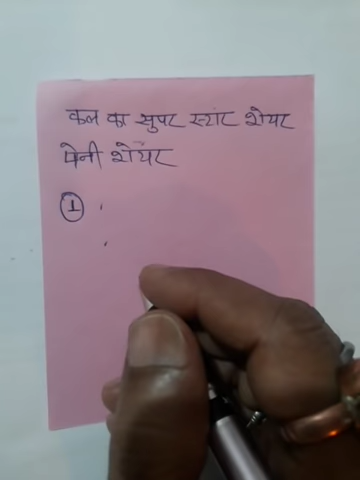 कल का सुपर स्टार शेयर
पेनी शेयर
①